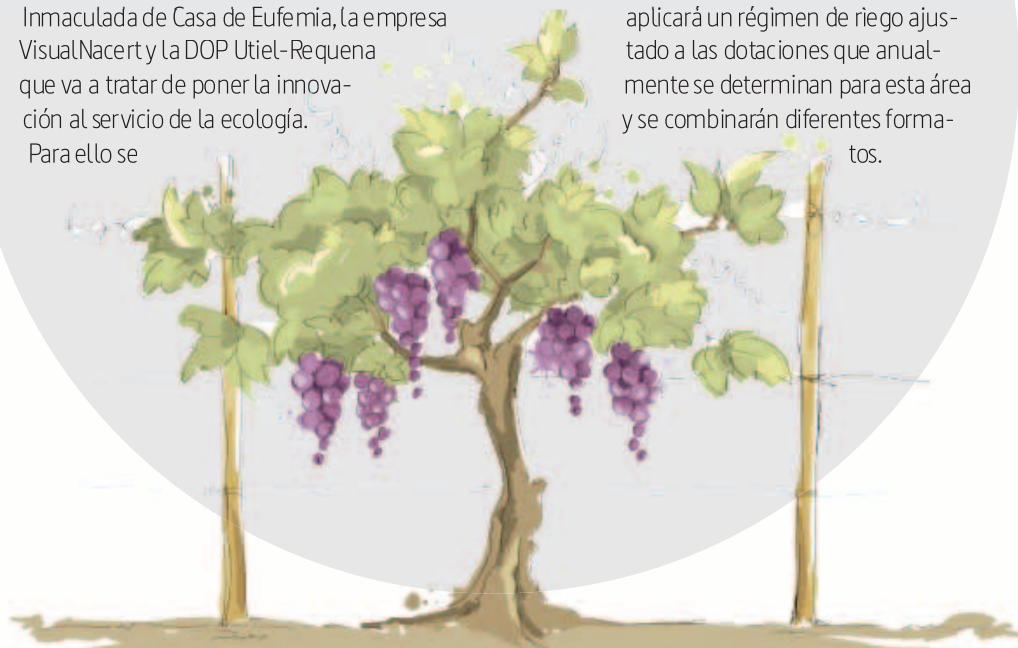 Inmaculada de Casa de Eufemia, la empresa
VisualNacert y la DOP Utiel-Requena
que va a tratar de poner la innova-
ción al servicio de la ecología.
Para ello se
aplicará un régimen de riego ajus-
tado a las dotaciones que anual-
mente se determinan para esta área
y se combinarán diferentes forma-
tos.